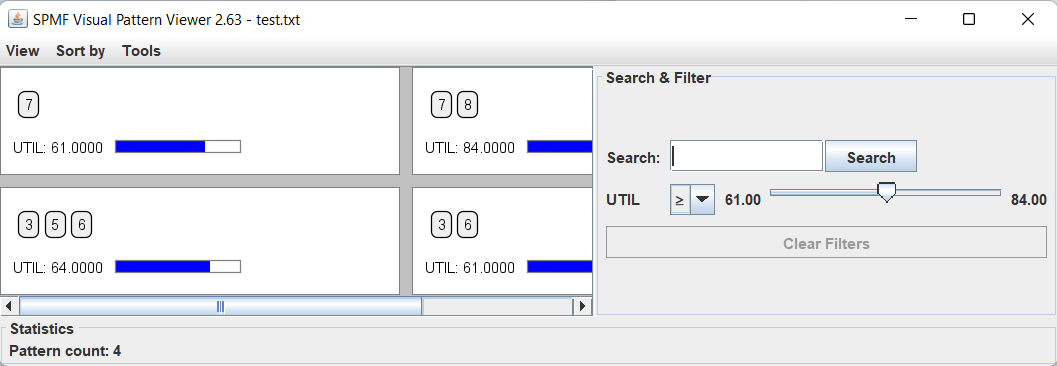 SPMF Visual Pattern Viewer 2.63 - test.txt
View Sort by Tools
7
UTIL: 61.0000
7 8
UTIL: 84.0000
3 5 6
UTIL: 64.0000
3 6
UTIL: 61.0000
Search & Filter
Search: Search
UTIL ≥ 61.00 84.00
Clear Filters
Statistics
Pattern count: 4